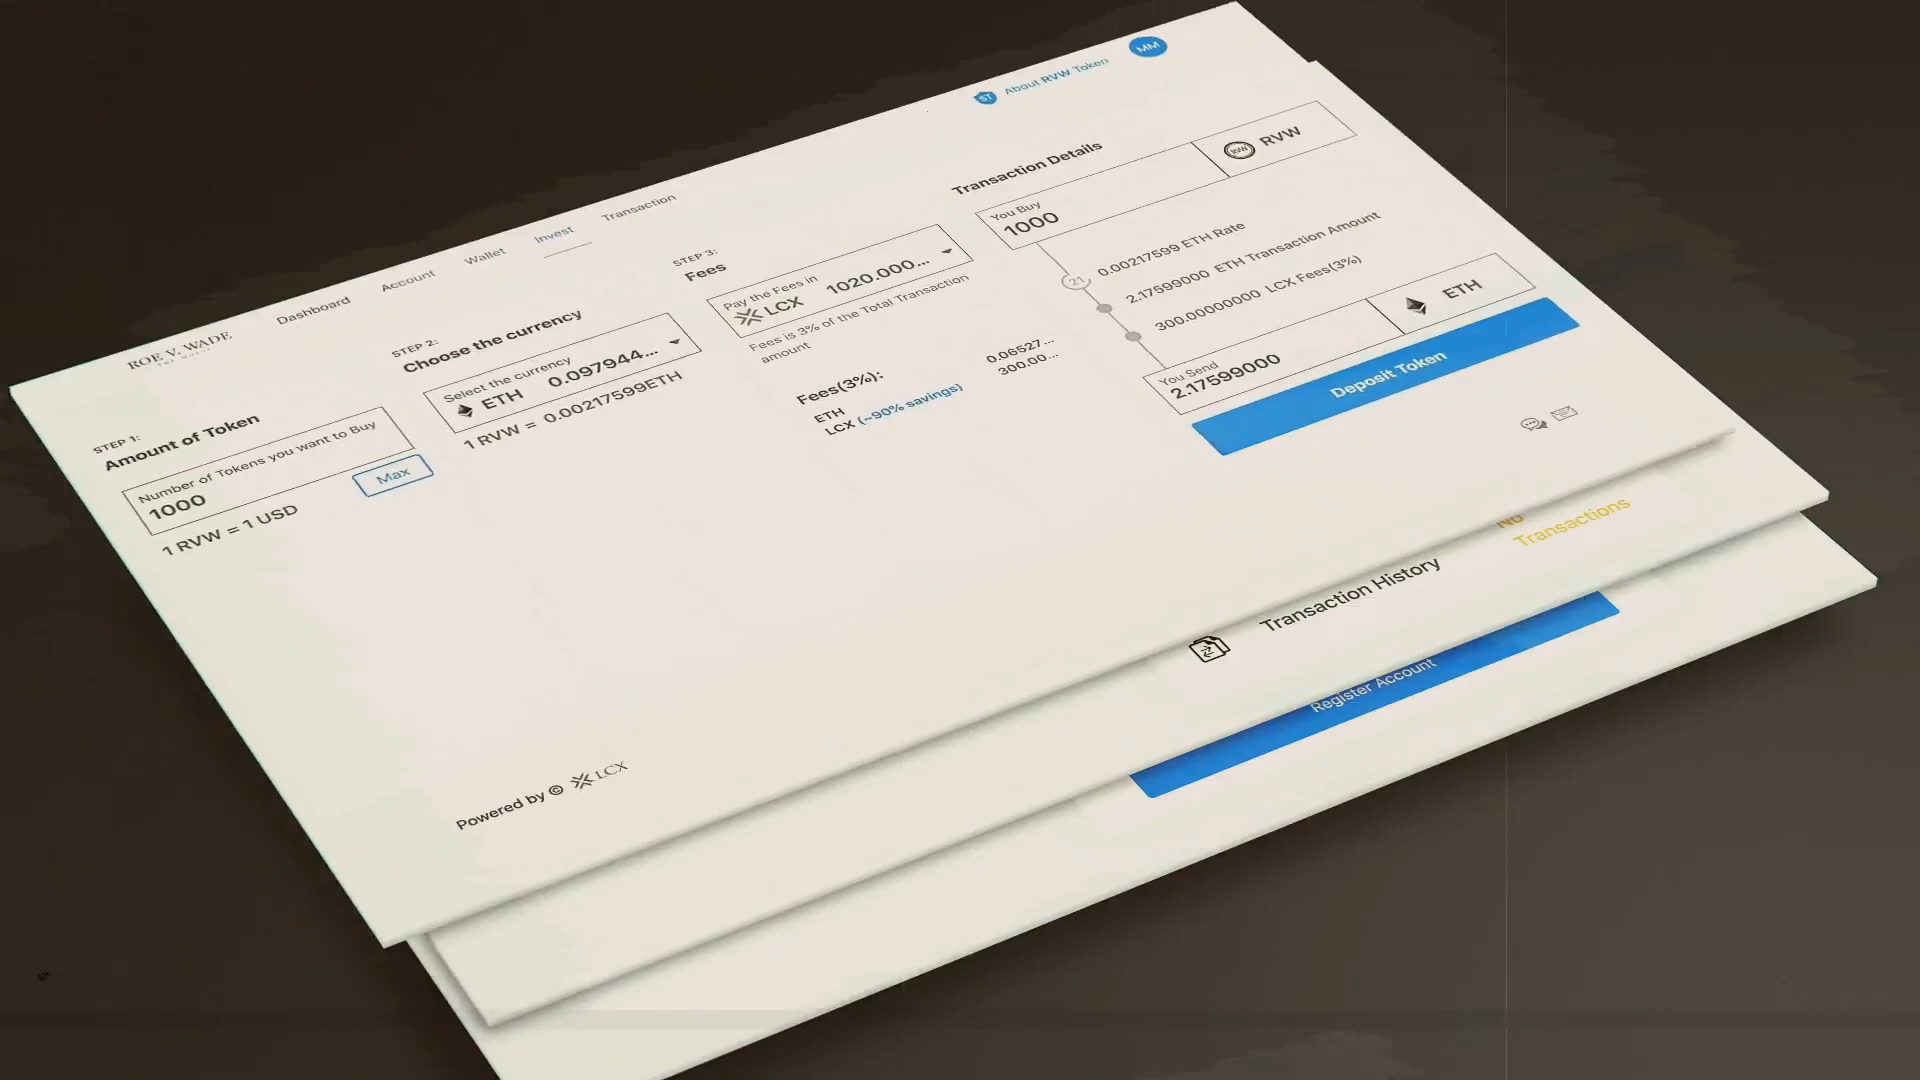 MM
ST About RVW Token
ROE V. WADE
Dashboard
Account
Wallet
Invest
Transaction
STEP 1:
Amount of Token
Number of Tokens you want to Buy
1000
1 RVW = 1 USD
Max
STEP 2:
Choose the currency
Select the currency
ETH 0.097944...
1 RVW = 0.00217599ETH
STEP 3:
Fees
Pay the Fees in
LCX 1020.000...
Fees is 3% of the Total Transaction
amount
Fees(3%):
ETH 0.06527...
LCX (~90% savings) 300.00...
Transaction Details
You Buy
1000
RVW RVW
21 0.00217599 ETH Rate
2.17599000 ETH Transaction Amount
300.00000000 LCX Fees(3%)
You Send
2.17599000
ETH
Deposit Token
Powered by © LCX
No
Transactions
Transaction History
Register Account